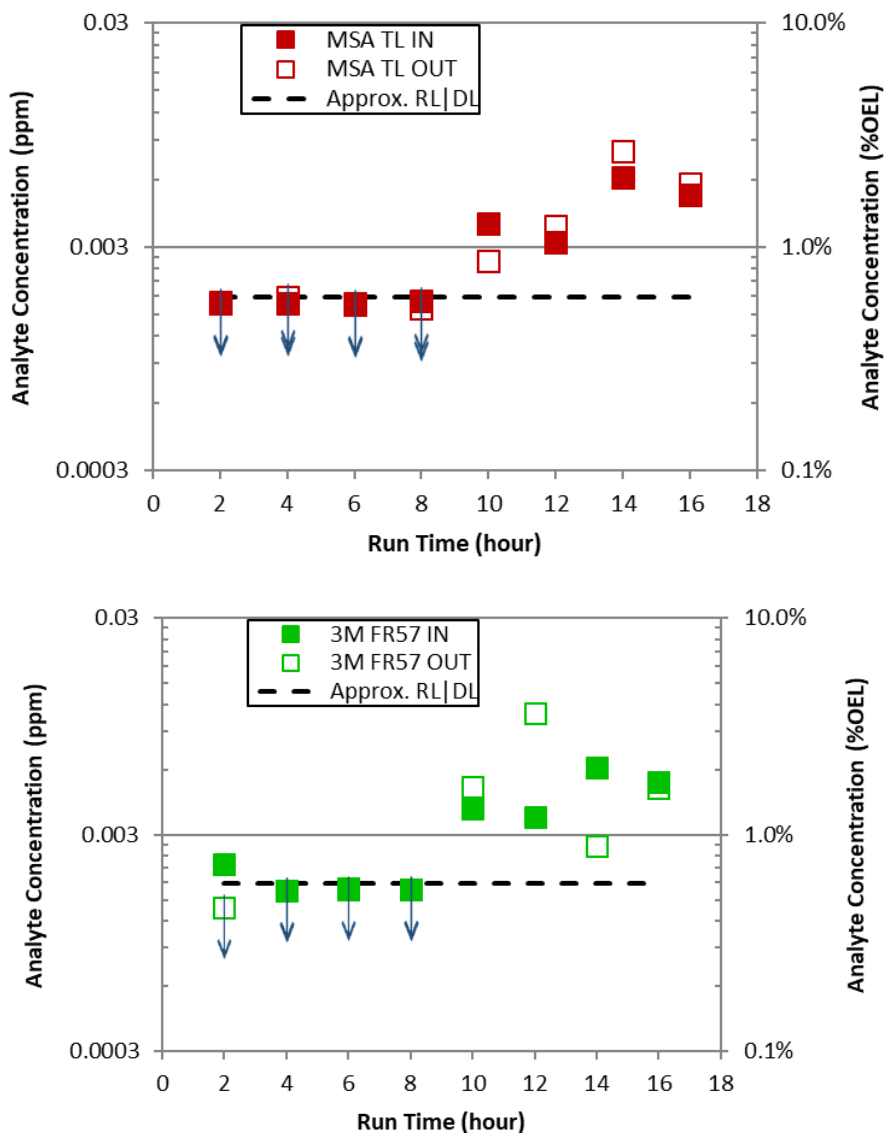 0.03
0.003
0.0003
Analyte Concentration (ppm)
MSA TL IN
MSA TL OUT
Approx. RL|DL
10.0%
1.0%
0.1%
Analyte Concentration (%OEL)
0 2 4 6 8 10 12 14 16 18
Run Time (hour)
0.03
0.003
0.0003
Analyte Concentration (ppm)
3M FR57 IN
3M FR57 OUT
Approx. RL|DL
10.0%
1.0%
0.1%
Analyte Concentration (%OEL)
0 2 4 6 8 10 12 14 16 18
Run Time (hour)